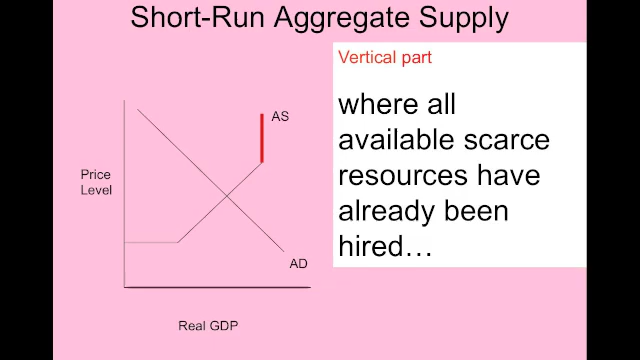 Short-Run Aggregate Supply
Vertical part
where all
available scarce
resources have
already been
hired…
AS
Price
Level
AD
Real GDP